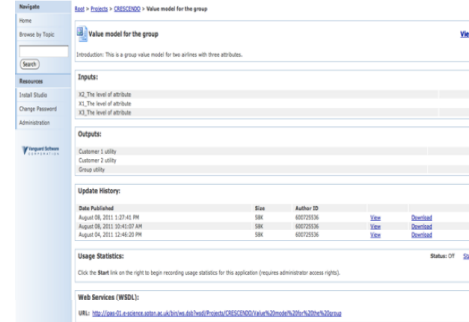 Navigate
Home
Browse by Topic
Search
Resources
Install Studio
Change Password
Administration
Vanguard Software
CORPORATION
Root > Projects > CRESCENDO > Value model for the group
Value model for the group
Introduction: This is a group value model for two airlines with three attributes.
Inputs:
X2_The level of attribute
X1_The level of attribute
X3_The level of attribute
Outputs:
Customer 1 utility
Customer 2 utility
Group utility
Update History:
Date Published Size Author ID
August 08, 2011 1:27:41 PM 58K 600725536 View Download
August 08, 2011 10:41:07 AM 58K 600725536 View Download
August 04, 2011 12:46:20 PM 58K 600725536 View Download
Usage Statistics: Status: Off
Click the Start link on the right to begin recording usage statistics for this application (requires administrator access rights).
Web Services (WSDL):